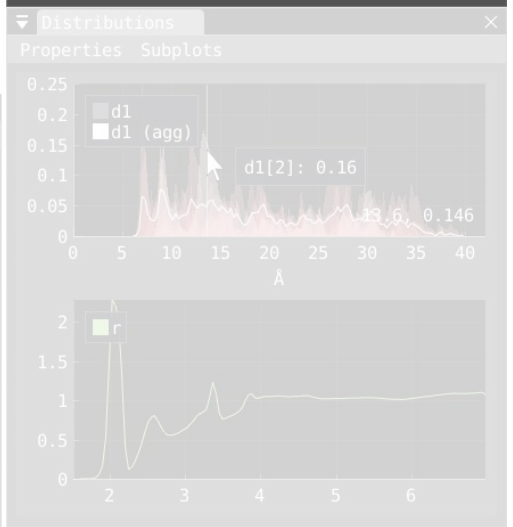 Distributions
Properties Subplots
0.25
d1
0.2
d1 (agg)
0.15
d1[2]: 0.16
0.1
0.05
13.6, 0.146
0
0 5 10 15 20 25 30 35 40
Å
2
r
1.5
1
0.5
0
2 3 4 5 6